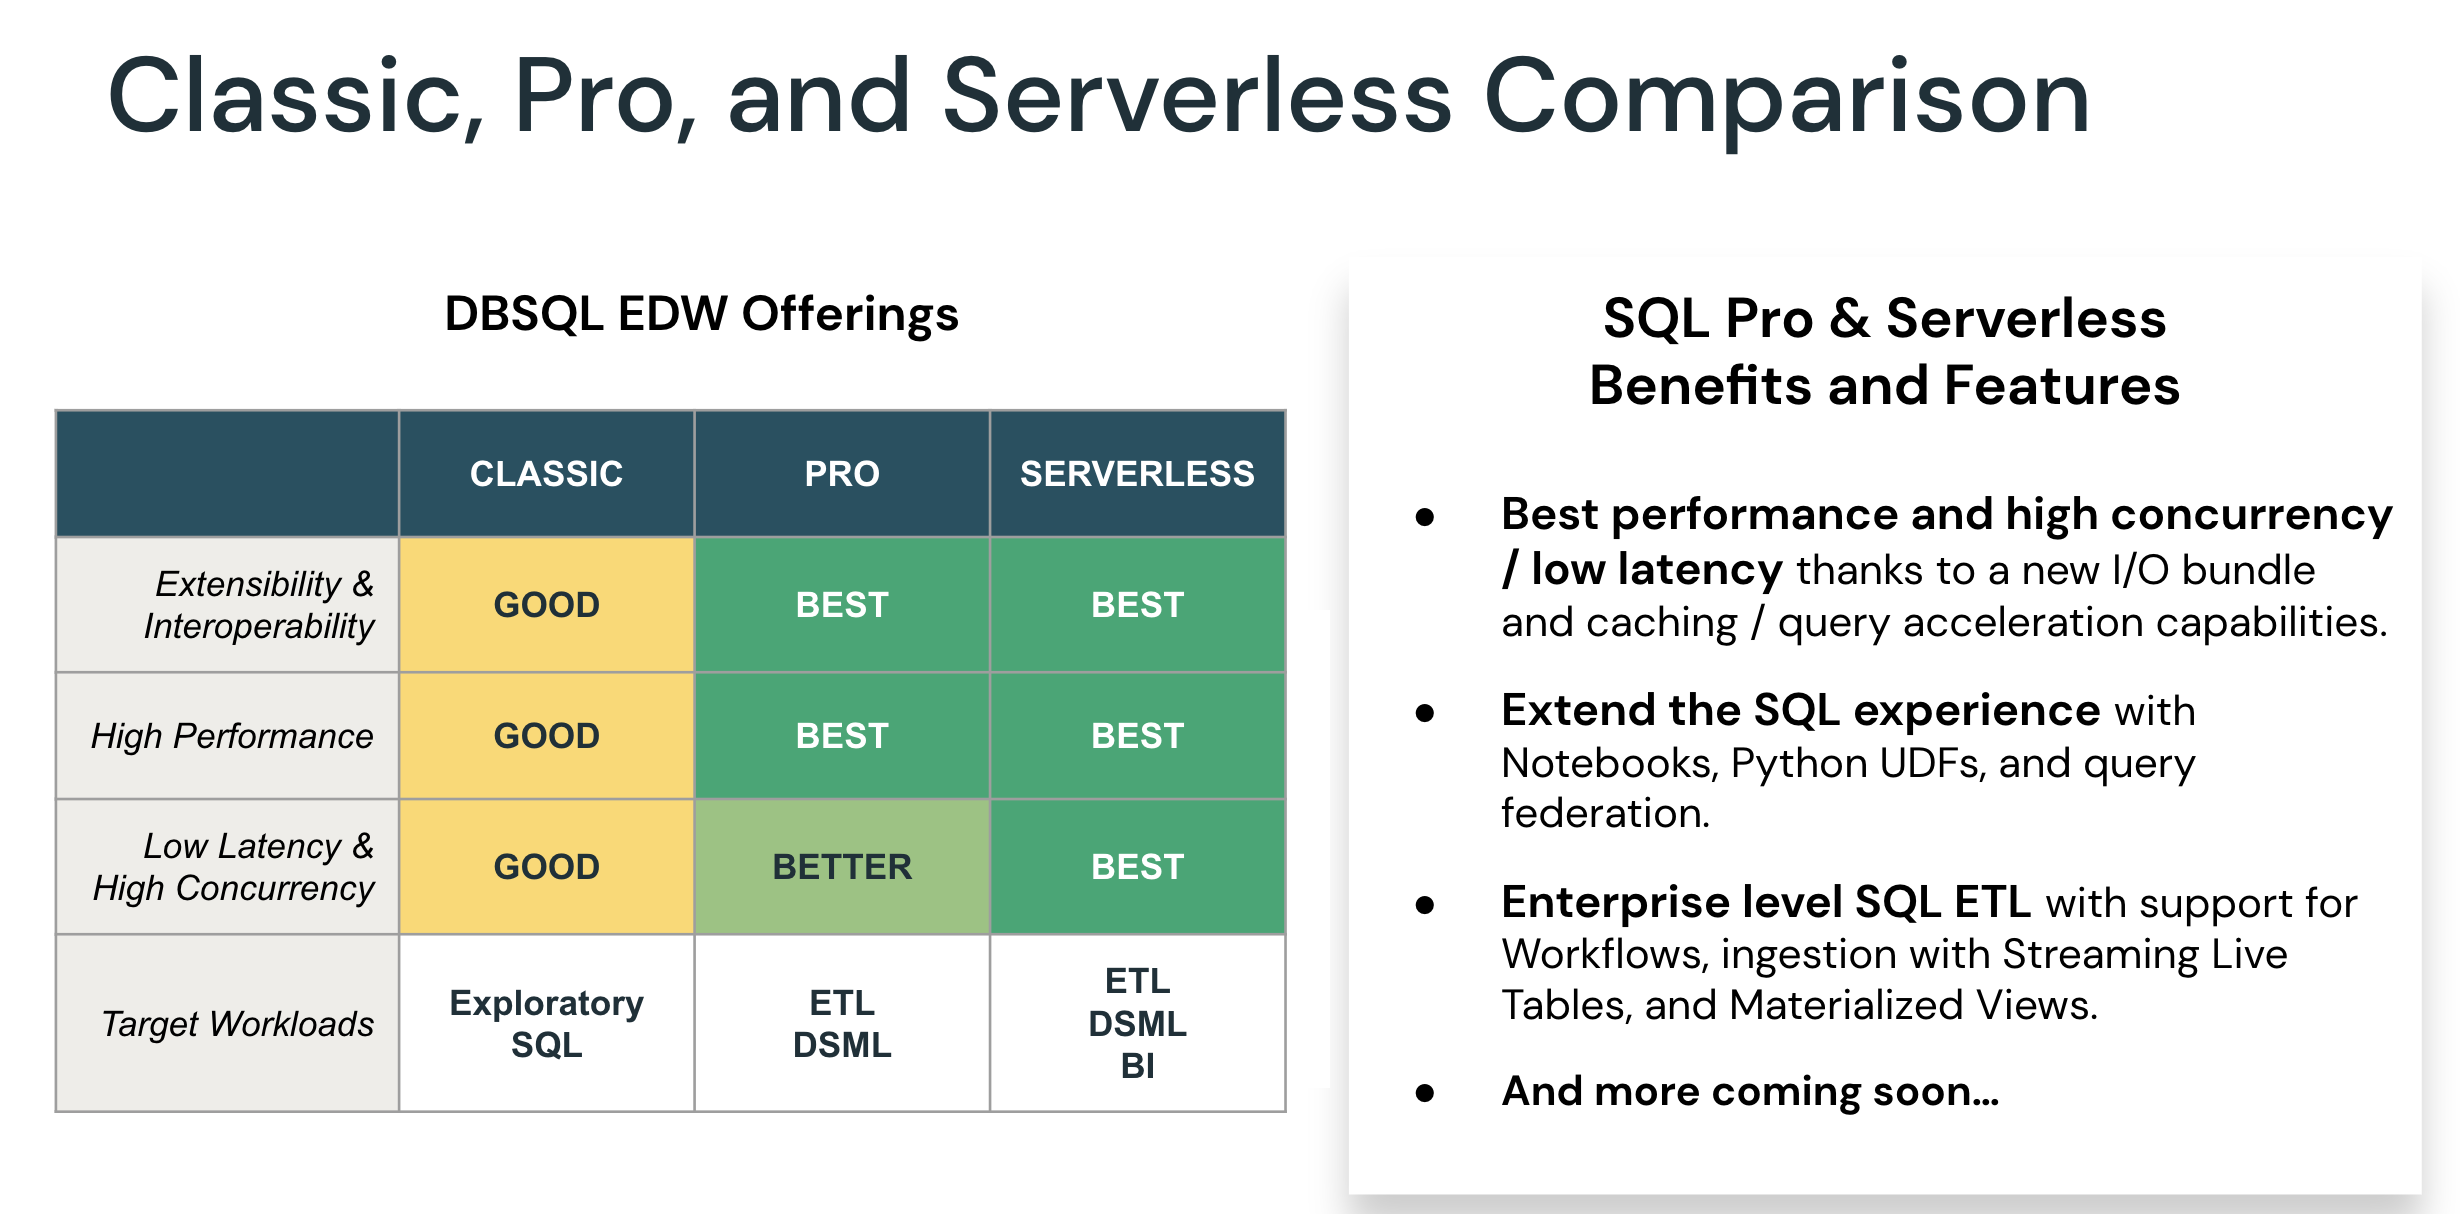 Classic, Pro, and Serverless Comparison
DBSQL EDW Offerings
CLASSIC PRO SERVERLESS
Extensibility &
Interoperability
GOOD BEST BEST
High Performance GOOD BEST BEST
Low Latency &
High Concurrency
GOOD BETTER BEST
Target Workloads
Exploratory
SQL
ETL
DSML
ETL
DSML
BI
SQL Pro & Serverless
Benefits and Features
● Best performance and high concurrency
/ low latency thanks to a new I/O bundle
and caching / query acceleration capabilities.
● Extend the SQL experience with
Notebooks, Python UDFs, and query
federation.
● Enterprise level SQL ETL with support for
Workflows, ingestion with Streaming Live
Tables, and Materialized Views.
● And more coming soon…